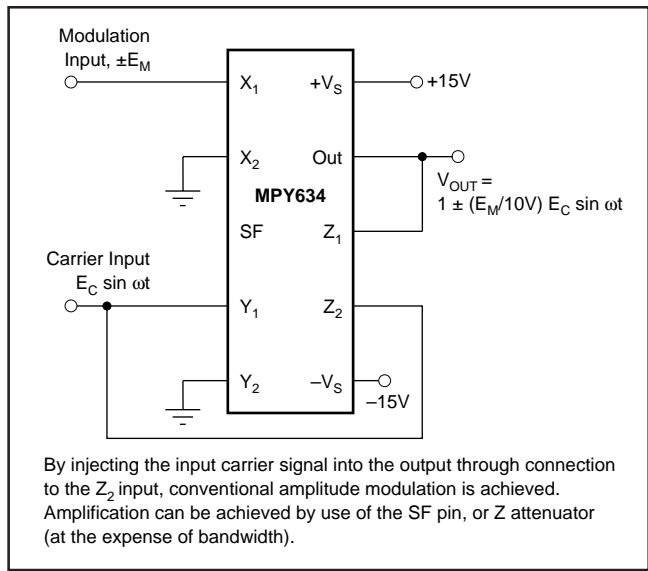 Modulation
Input, ±E_M
X_1
+V_S
+15V
X_2
Out
MPY634
V_OUT =
1 ± (E_M/10V) E_C sin ωt
SF
Z_1
Carrier Input
E_C sin ωt
Y_1
Z_2
Y_2
–V_S
–15V
By injecting the input carrier signal into the output through connection
to the Z_2 input, conventional amplitude modulation is achieved.
Amplification can be achieved by use of the SF pin, or Z attenuator
(at the expense of bandwidth).